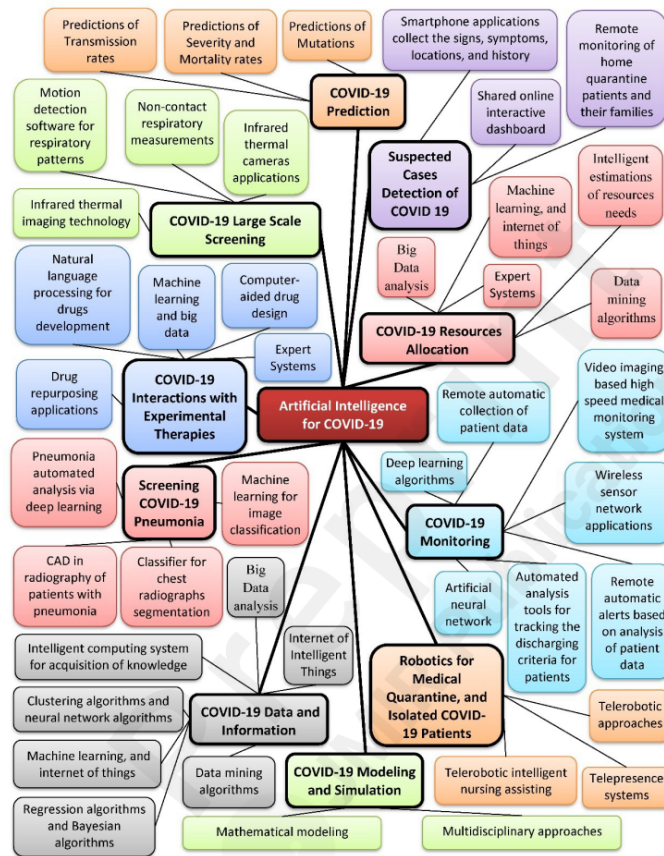 Predictions of
Transmission
rates
Predictions of
Severity and
Mortality rates
Predictions of
Mutations
Smartphone applications
collect the signs, symptoms,
locations, and history
Remote
monitoring of
home
quarantine
patients and
their families
COVID-19
Prediction
Motion
detection
software for
respiratory
patterns
Non-contact
respiratory
measurements
Infrared
thermal
cameras
applications
Shared online
interactive
dashboard
Suspected Cases
Detection of
COVID 19
Intelligent
estimations
of resources
needs
Infrared thermal
imaging technology
COVID-19 Large Scale
Screening
Machine
learning, and
internet of
things
Big
Data
analysis
Expert
Systems
Data
mining
algorithms
Natural
language
processing for
drugs
development
Machine
learning
and big
data
Computer-
aided drug
design
Expert
Systems
COVID-19 Resources
Allocation
Drug
repurposing
applications
COVID-19
Interactions with
Experimental
Therapies
Artificial Intelligence
for COVID-19
Remote automatic
collection of
patient data
Video imaging
based high
speed medical
monitoring
system
Pneumonia
automated
analysis via
deep learning
Screening
COVID-19
Pneumonia
Machine
learning for
image
classification
Deep learning
algorithms
COVID-19
Monitoring
Wireless
sensor
network
applications
CAD in
radiography of
patients with
pneumonia
Classifier for
chest
radiographs
segmentation
Big
Data
analysis
Artificial
neural
network
Automated
analysis
tools for
tracking the
discharging
criteria for
patients
Remote
automatic
alerts based
on analysis
of patient
data
Intelligent computing system
for acquisition of knowledge
Internet of
Intelligent
Things
Robotics for
Medical
Quarantine, and
Isolated COVID-
19 Patients
Clustering algorithms and
neural network algorithms
COVID-19 Data and
Information
Telerobotic
approaches
Machine learning, and
internet of things
Data mining
algorithms
COVID-19 Modeling
and Simulation
Telerobotic intelligent
nursing assisting
Telepresence
systems
Regression algorithms
and Bayesian
algorithms
Mathematical modeling
Multidisciplinary approaches